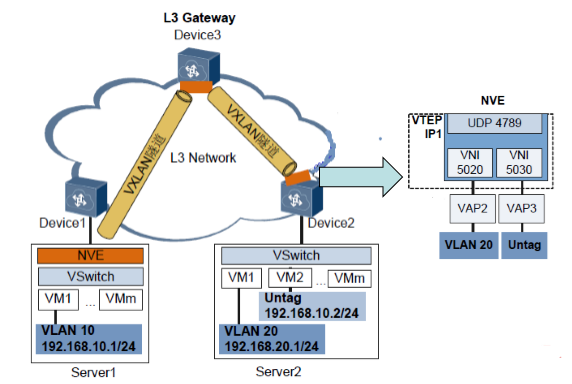 L3 Gateway
Device3
VXLAN隧道
VXLAN隧道
L3 Network
Device1
Device2
NVE
VSwitch
VM1
...
VMm
VLAN 10
192.168.10.1/24
Server1
VSwitch
VM1
VM2
...
VMm
Untag
192.168.10.2/24
VLAN 20
192.168.20.1/24
Server2
NVE
VTEP
IP1
UDP 4789
VNI
5020
VNI
5030
VAP2
VAP3
VLAN 20
Untag